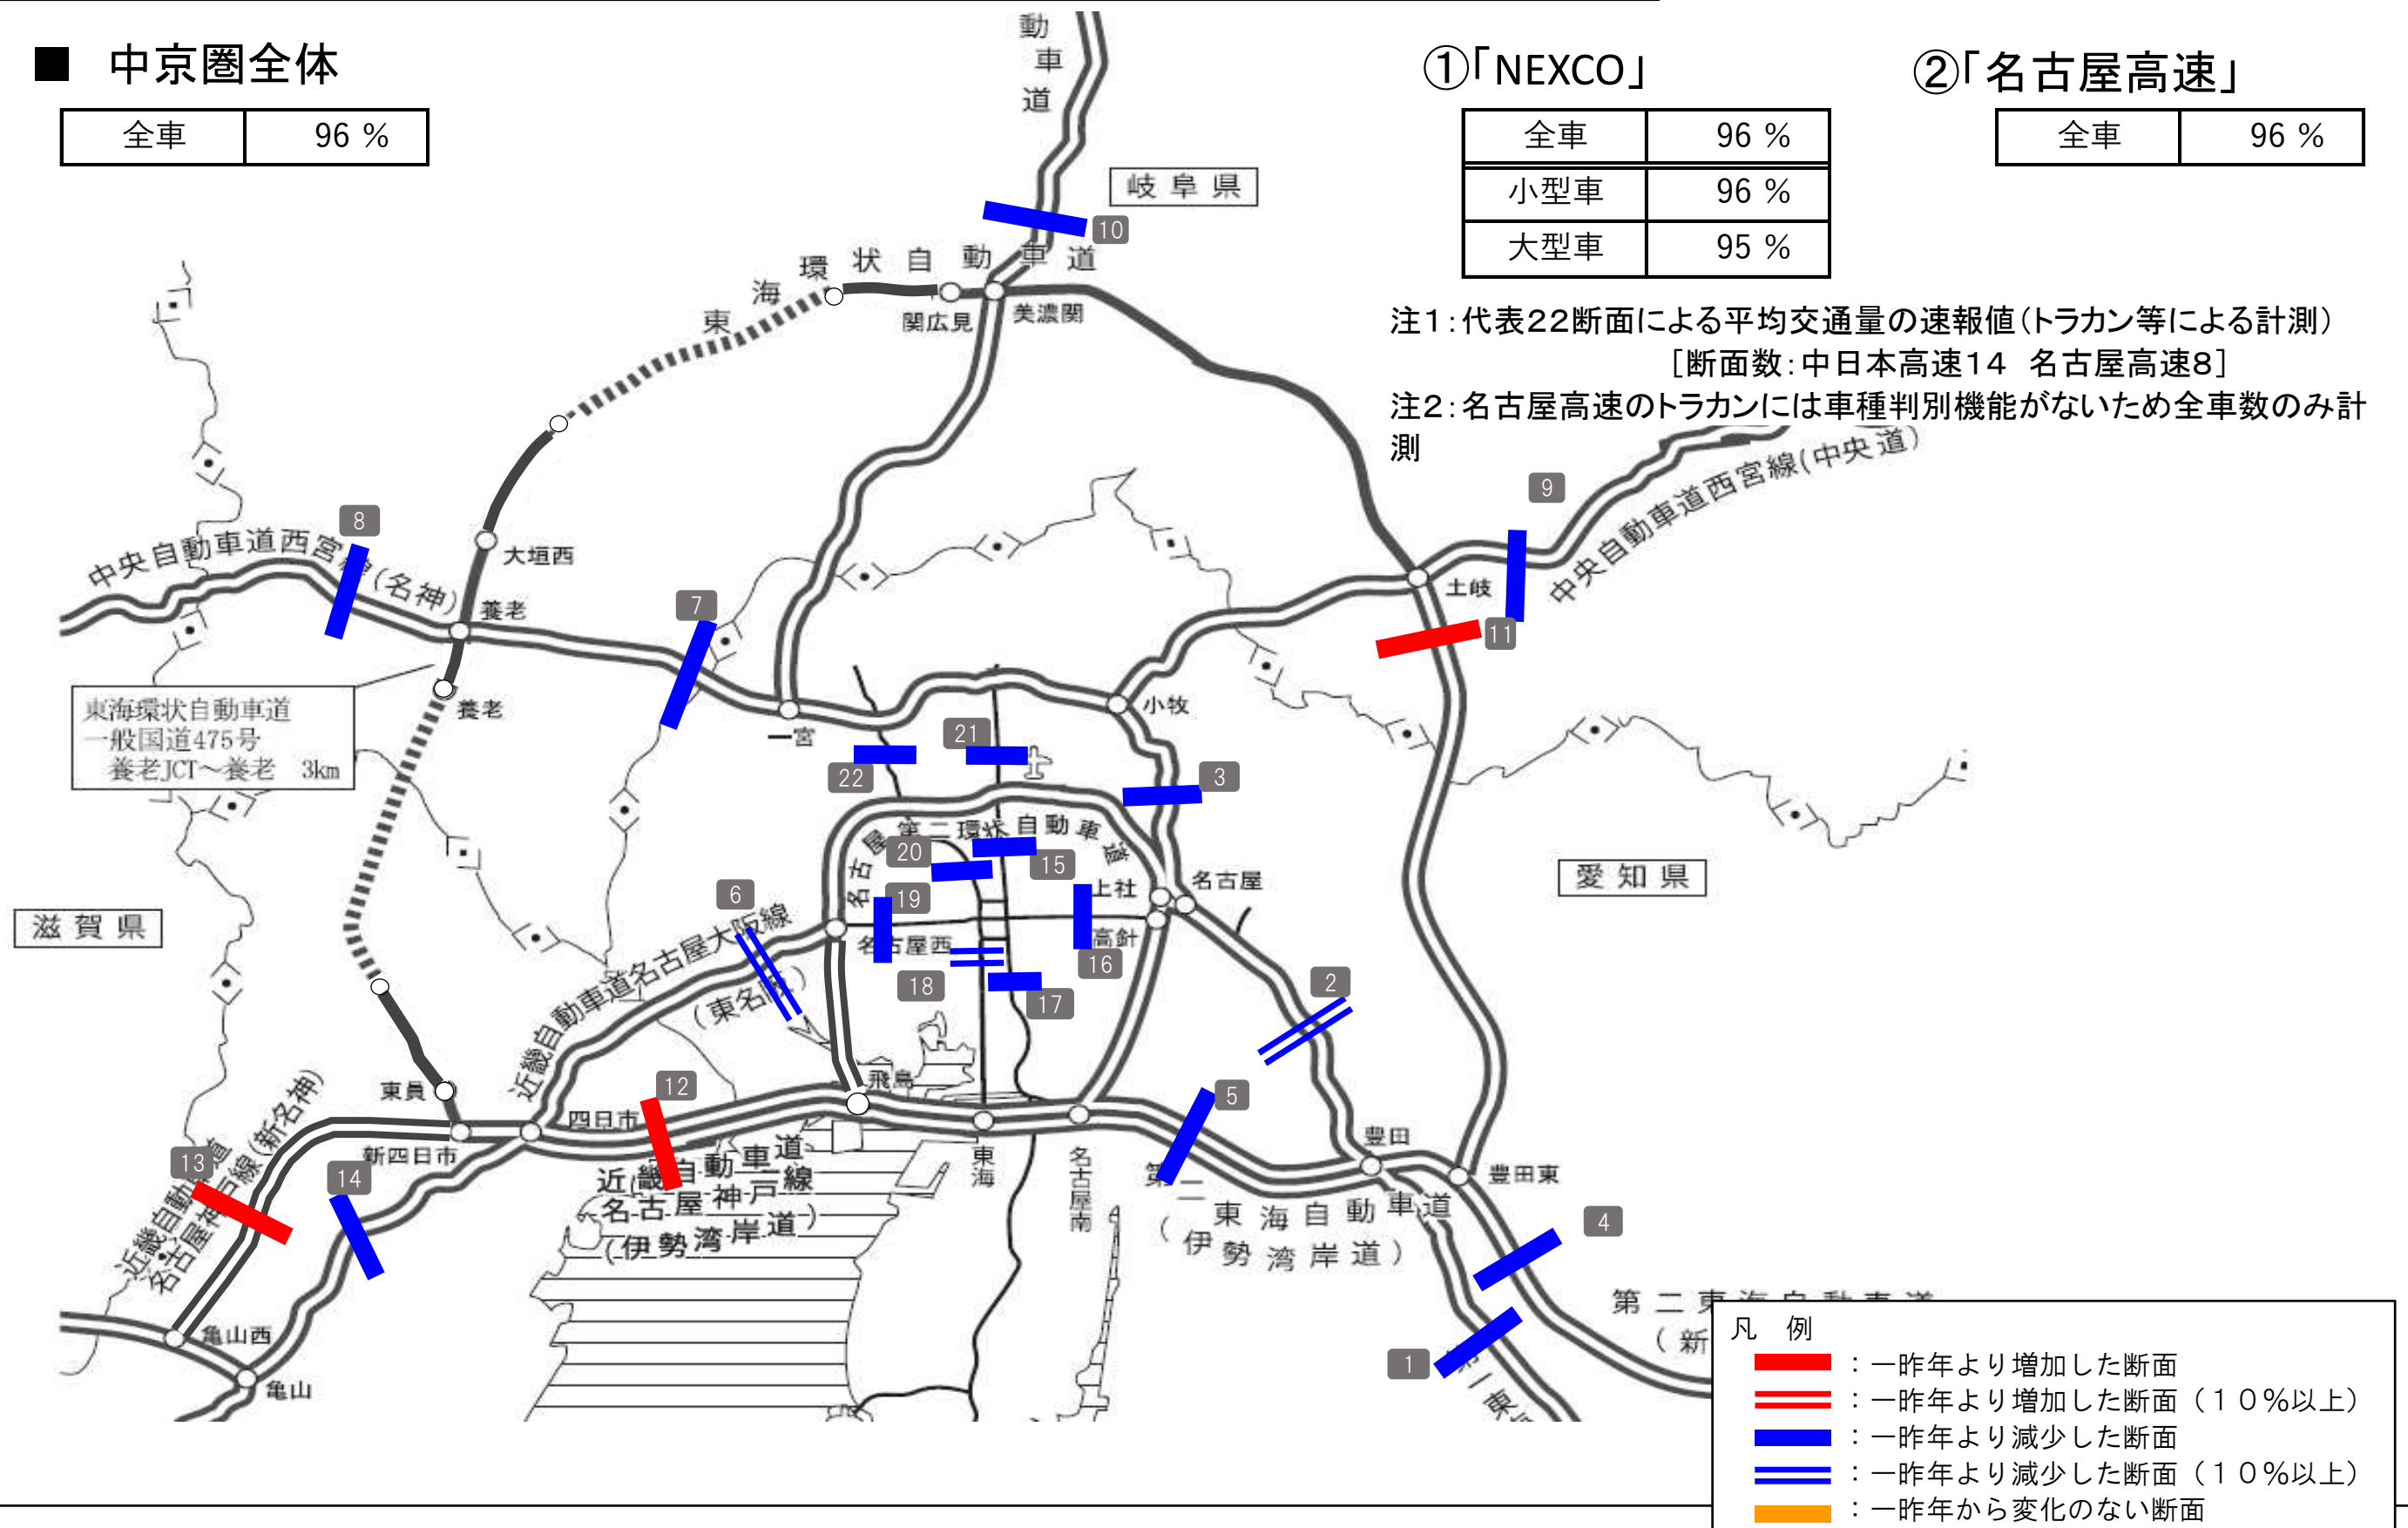 ■ 中京圏全体
全車 96 %
①「NEXCO」
全車 96 %
小型車 96 %
大型車 95 %
②「名古屋高速」
全車 96 %
注1:代表22断面による平均交通量の速報値(トラカン等による計測)
[断面数:中日本高速14 名古屋高速8]
注2:名古屋高速のトラカンには車種判別機能がないため全車数のみ計
測
動車道
岐阜県
10
東海環状自動車道
関広見
美濃関
9
中央自動車道西宮線(中央道)
8
中央自動車道西宮線(名神)
大垣西
養老
7
土岐
11
養老
東海環状自動車道
一般国道475号
養老JCT~養老 3km
一宮
小牧
21
22
3
名古屋第二環状自動車道
20
15
上社
名古屋
愛知県
19
6
滋賀県
名古屋西
高針
16
近畿自動車道名古屋大阪線
(東名阪)
18
17
2
東員
飛島
12
四日市
5
新四日市
近畿自動車道
名古屋神戸線(新名神)
13
14
近畿自動車道
名古屋神戸線
(伊勢湾岸道)
東海
名古屋南
豊田
豊田東
第二東海自動車道
(伊勢湾岸道)
4
亀山西
亀山
1
第二東海自動車道
(新
第一東
凡 例
:一昨年より増加した断面
:一昨年より増加した断面(10%以上)
:一昨年より減少した断面
:一昨年より減少した断面(10%以上)
:一昨年から変化のない断面